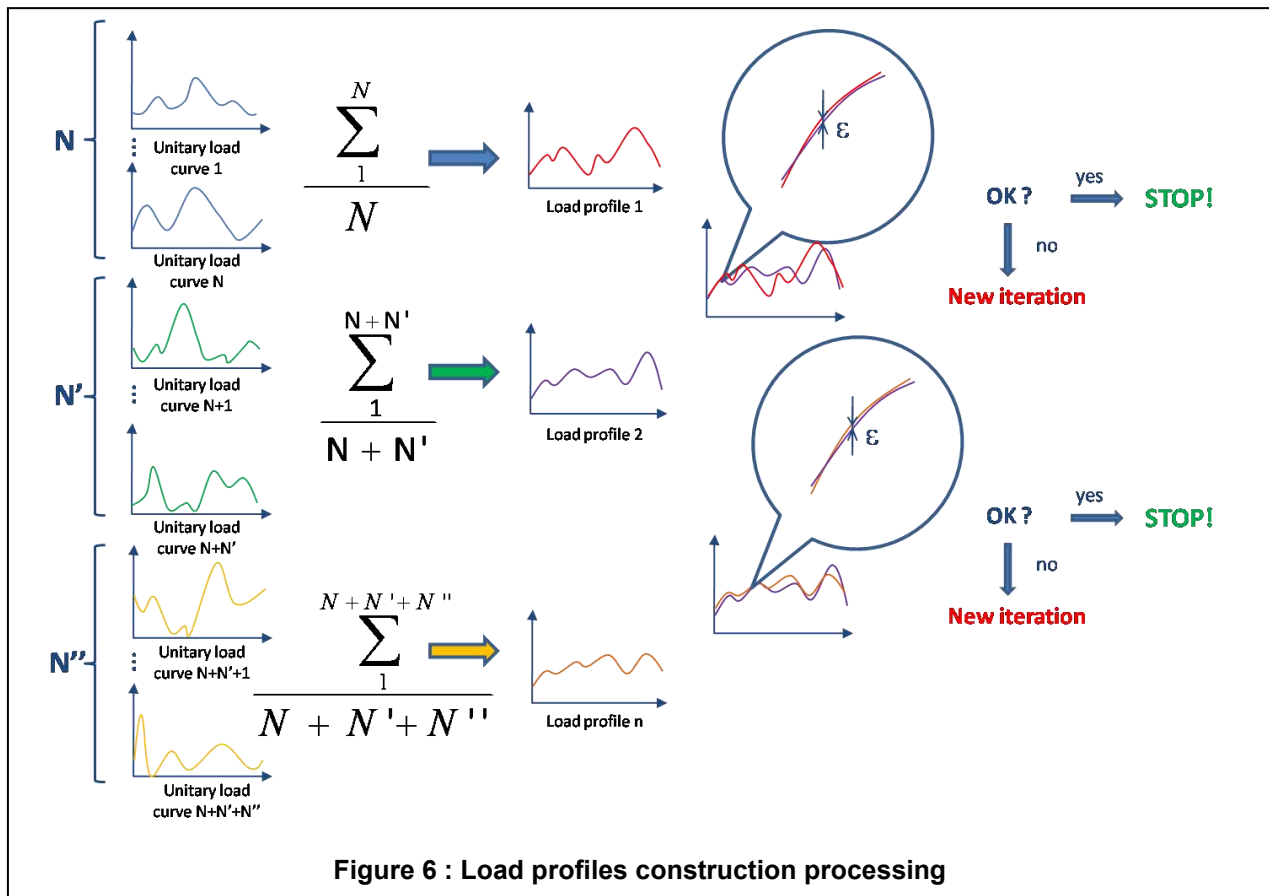 N
Unitary load
curve 1
Unitary load
curve N
N
∑
1
N
Load profile 1
ε
OK ?
yes
STOP!
no
New iteration
N'
Unitary load
curve N+1
Unitary load
curve N+N'
N + N'
∑
1
N + N'
Load profile 2
ε
OK ?
yes
STOP!
no
New iteration
N''
Unitary load
curve N+N'+1
Unitary load
curve N+N'+N''
N + N' + N''
∑
1
N + N' + N''
Load profile n
Figure 6 : Load profiles construction processing